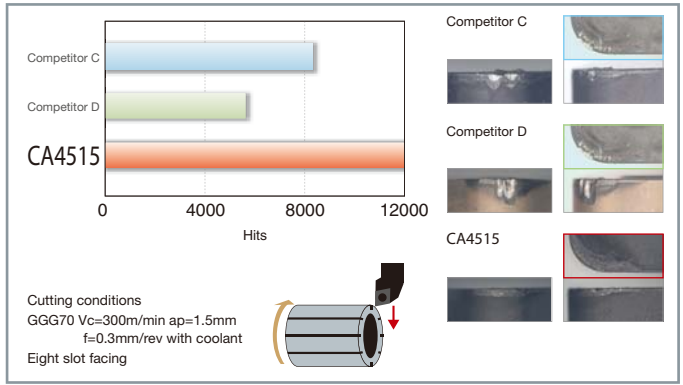 Competitor C
Competitor D
CA4515
0 4000 8000 12000
Hits
Cutting conditions
GGG70 Vc=300m/min ap=1.5mm
f=0.3mm/rev with coolant
Eight slot facing
Competitor C
Competitor D
CA4515